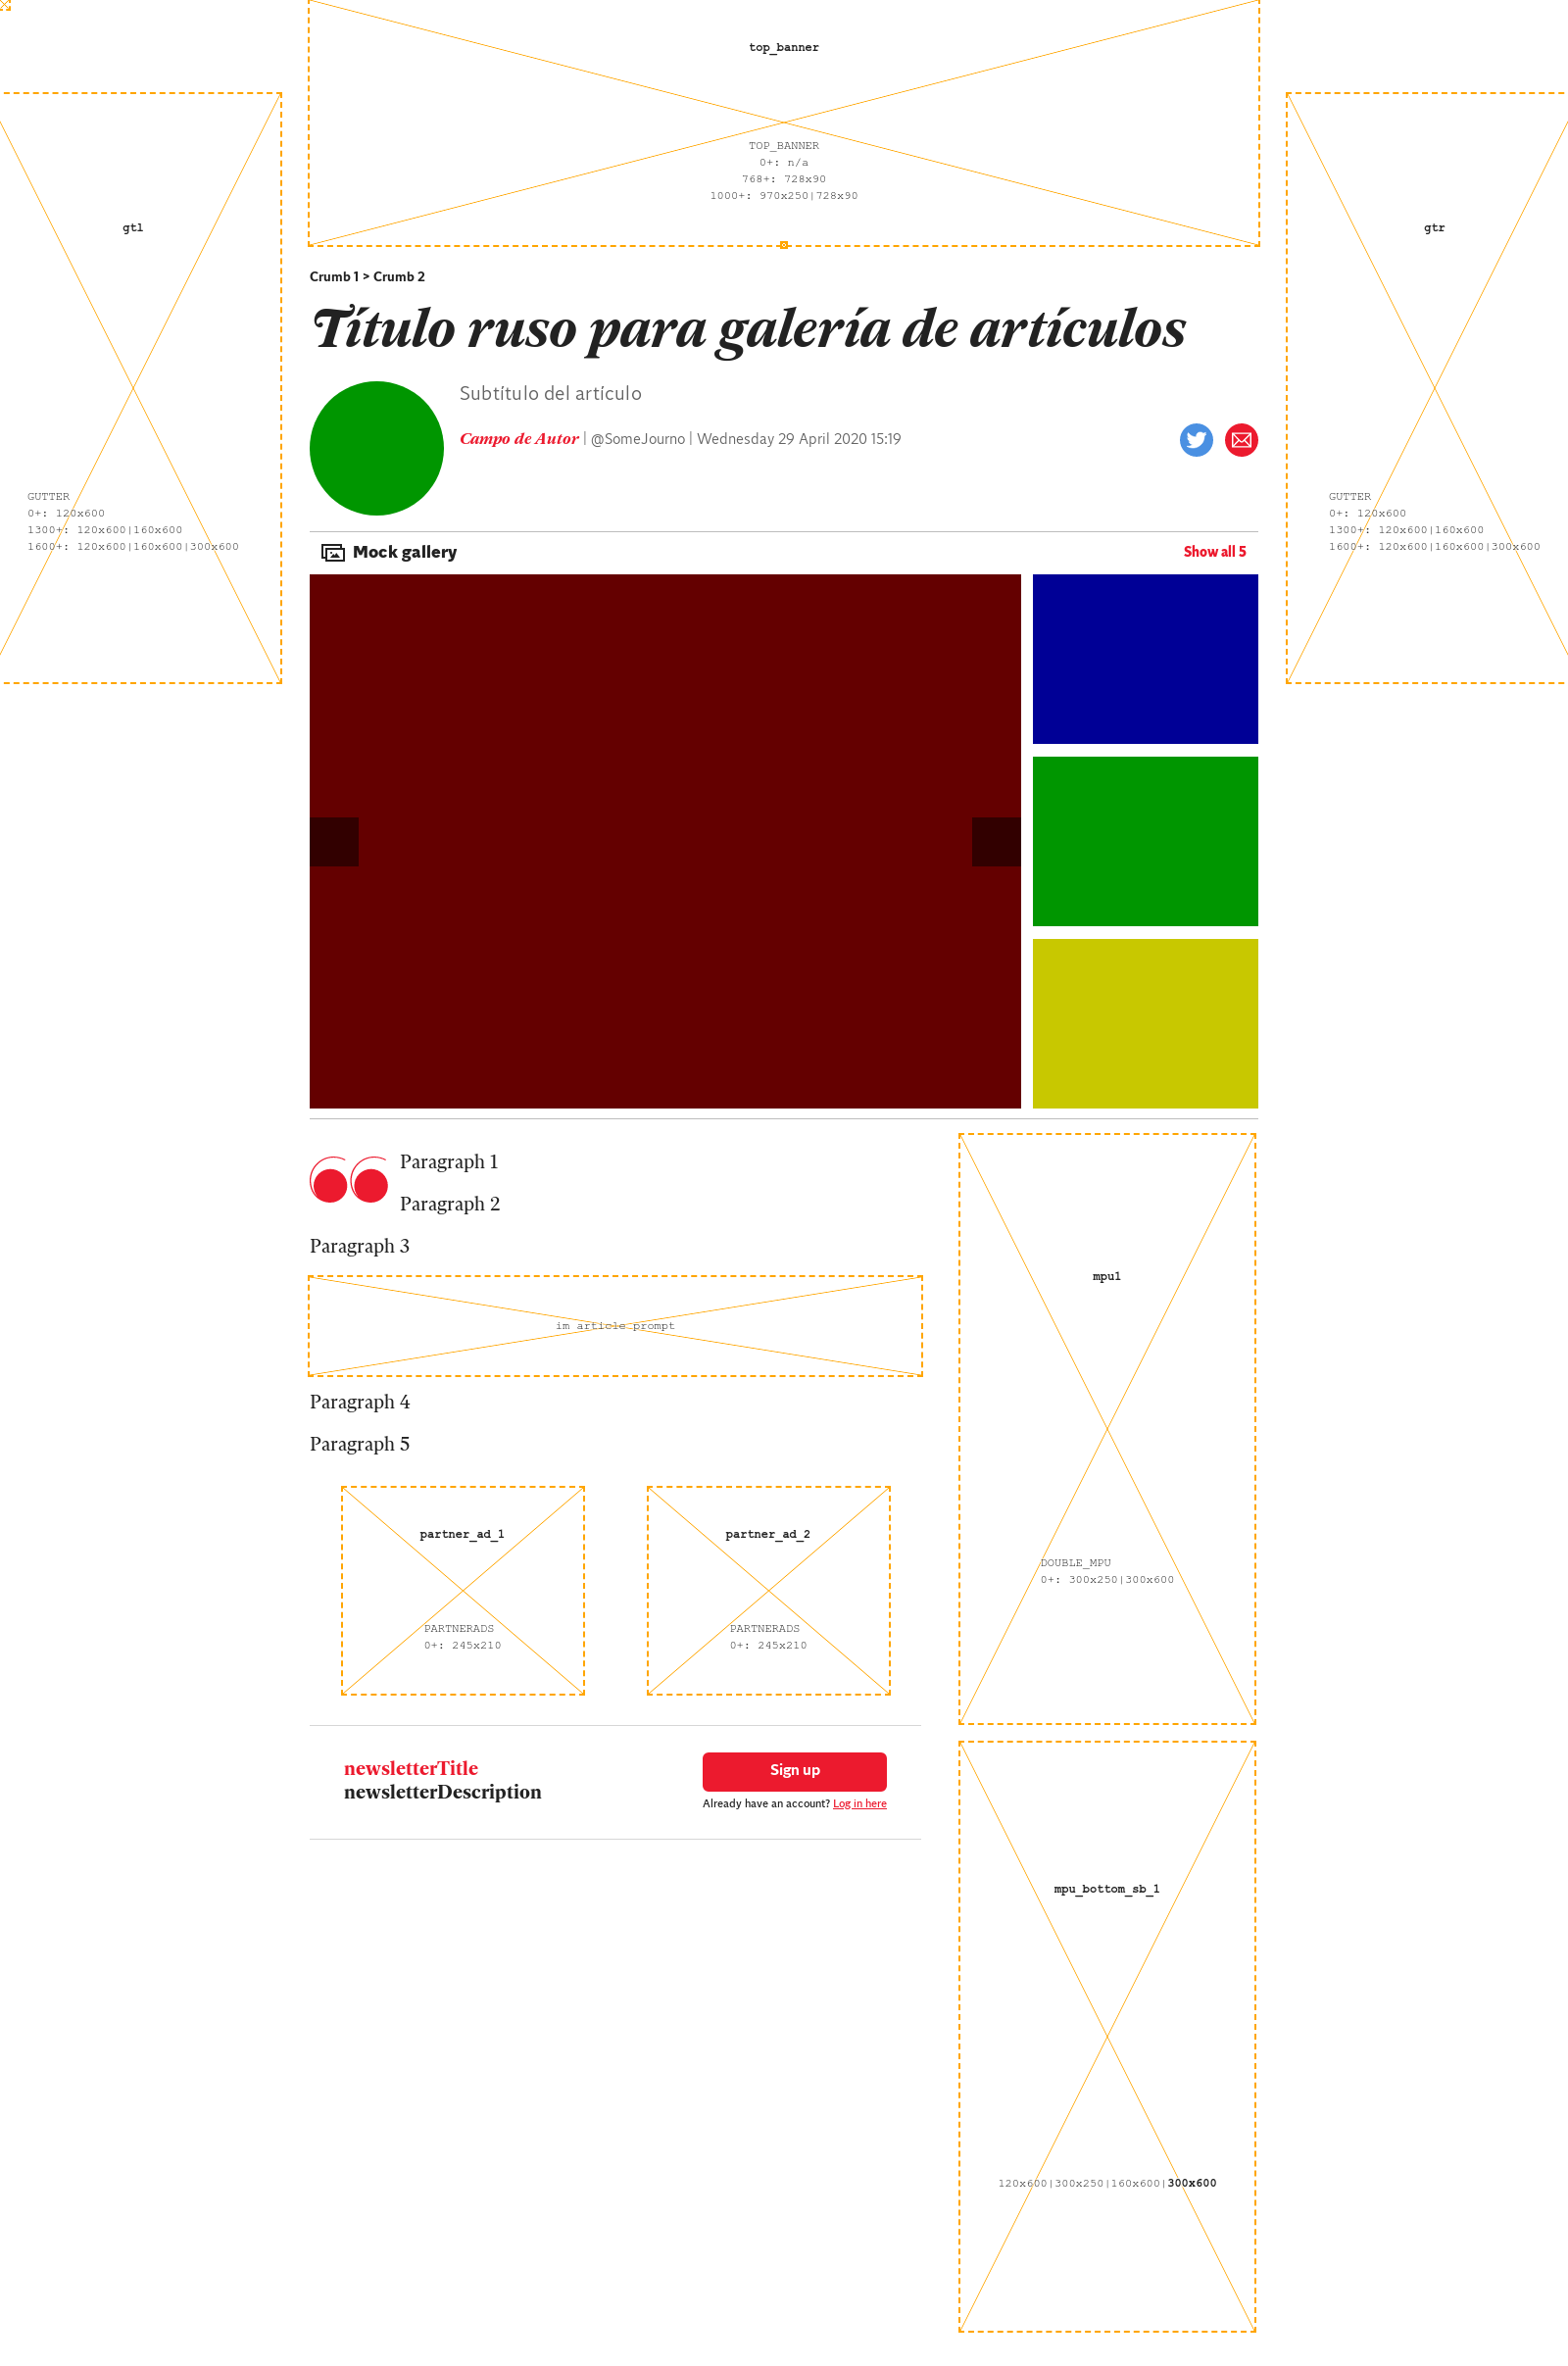 top_banner
TOP_BANNER
0+: n/a
768+: 728x90
1000+: 970x250|728x90
gtl
GUTTER
0+: 120x600
1300+: 120x600|160x600
1600+: 120x600|160x600|300x600
gtr
GUTTER
0+: 120x600
1300+: 120x600|160x600
1600+: 120x600|160x600|300x600
Crumb 1 > Crumb 2
Título ruso para galería de artículos
Subtítulo del artículo
Campo de Autor | @SomeJourno | Wednesday 29 April 2020 15:19
Mock gallery
Show all 5
Paragraph 1
Paragraph 2
Paragraph 3
im article prompt
Paragraph 4
Paragraph 5
partner_ad_1
PARTNERADS
0+: 245x210
partner_ad_2
PARTNERADS
0+: 245x210
newsletterTitle
newsletterDescription
Sign up
Already have an account? Log in here
mpu1
DOUBLE_MPU
0+: 300x250|300x600
mpu_bottom_sb_1
120x600|300x250|160x600|300x600